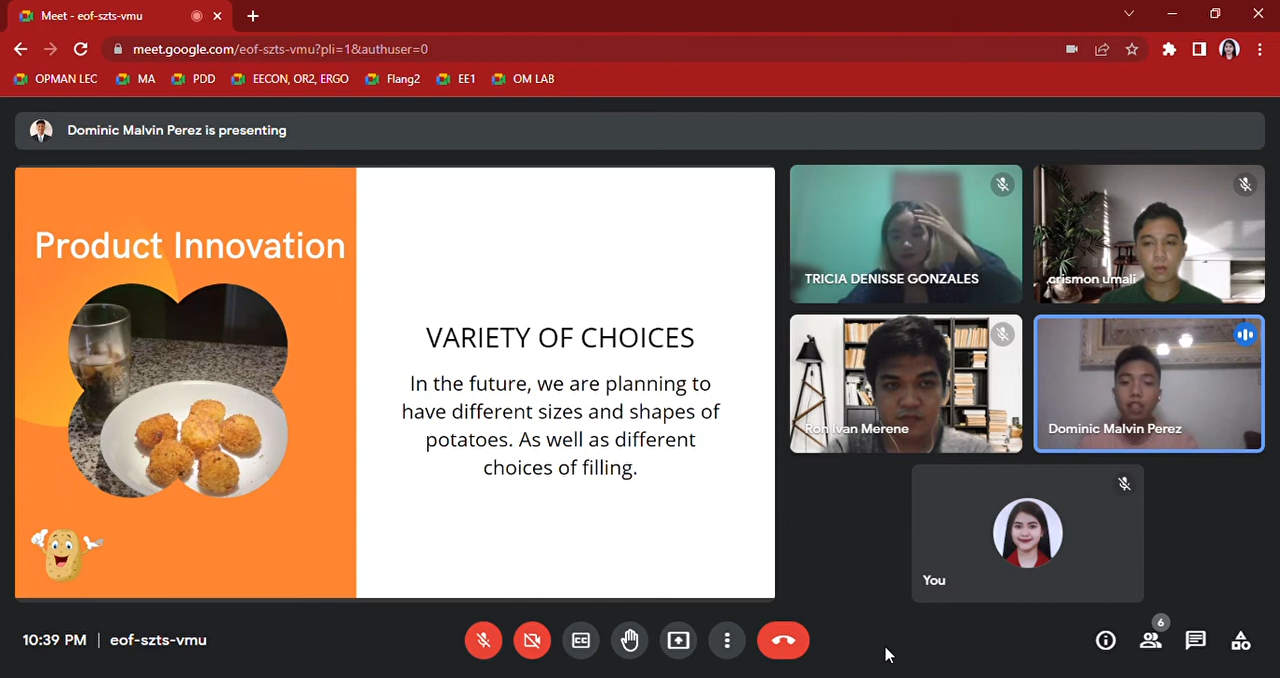 Meet - eof-szts-vmu
meet.google.com/eof-szts-vmu?pli=1&authuser=0
OPMAN LEC MA PDD EECON, OR2, ERGO Flang2 EE1 OM LAB
Dominic Malvin Perez is presenting
Product Innovation
VARIETY OF CHOICES
In the future, we are planning to
have different sizes and shapes of
potatoes. As well as different
choices of filling.
TRICIA DENISSE GONZALES
crismon umali
Ron Ivan Merene
Dominic Malvin Perez
You
10:39 PM | eof-szts-vmu
CC
6